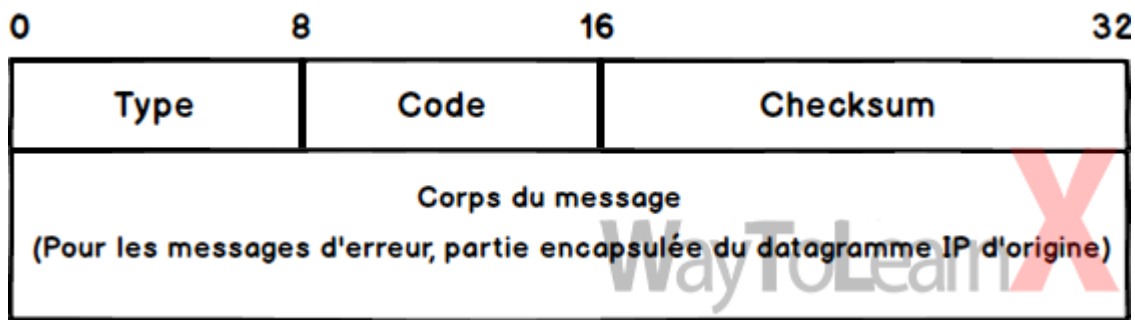 0 8 16 32
Type Code Checksum
Corps du message
(Pour les messages d'erreur, partie encapsulée du datagramme IP d'origine)
WayToLearnX